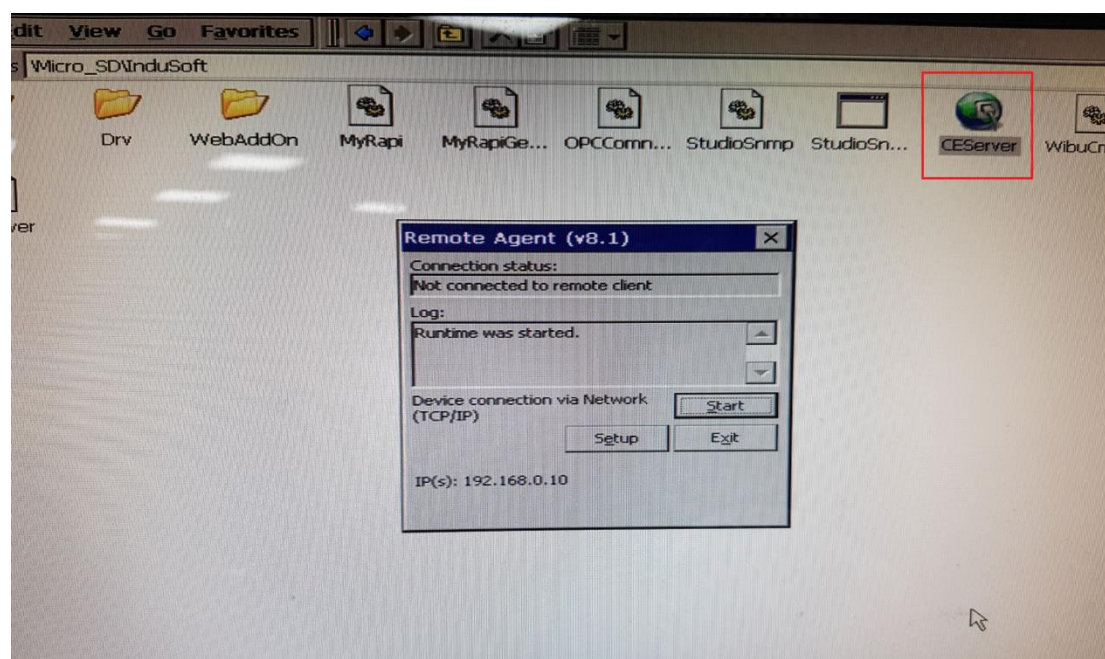 dit View Go Favorites
s \Micro_SD\InduSoft
Drv WebAddOn MyRapi MyRapiGe... OPCComn... StudioSnmp StudioSn... CEServer WibuCm
ver
Remote Agent (v8.1)
Connection status:
Not connected to remote client
Log:
Runtime was started.
Device connection via Network
(TCP/IP)
Start
Setup Exit
IP(s): 192.168.0.10